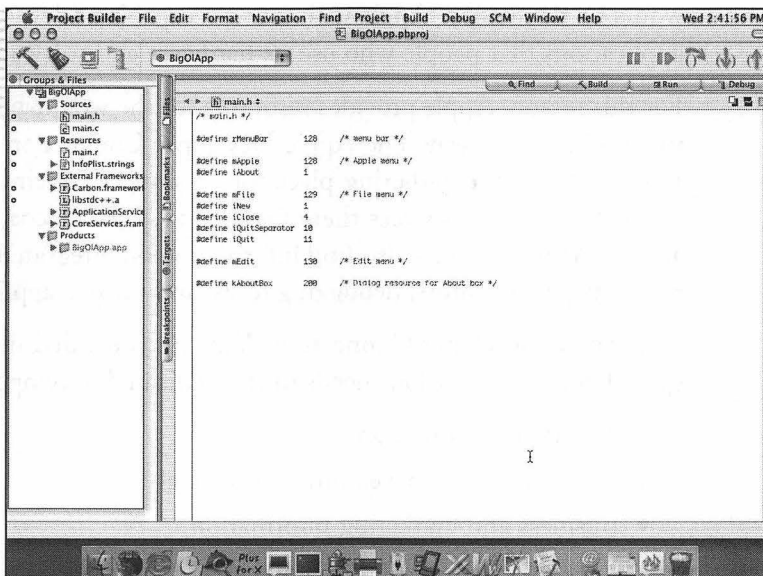 Project Builder File Edit Format Navigation Find Project Build Debug SCM Window Help Wed 2:41:56 PM
BigOlApp.pbproj
BigOlApp
Groups & Files
Find Build Run Debug
BigOlApp
Sources
main.h
main.c
Resources
main.r
InfoPlist.strings
External Frameworks
Carbon.framewor
libstdc++.a
ApplicationService
CoreServices.fram
Products
BigOlApp.app
Files
Bookmarks
Targets
Breakpoints
main.h
/* main.h */
#define rMenuBar 128 /* menu bar */
#define mApple 128 /* Apple menu */
#define iAbout 1
#define mFile 129 /* File menu */
#define iNew 1
#define iClose 4
#define iQuitSeparator 10
#define iQuit 11
#define mEdit 130 /* Edit menu */
#define kAboutBox 200 /* Dialog resource for About box */
Plus
for X